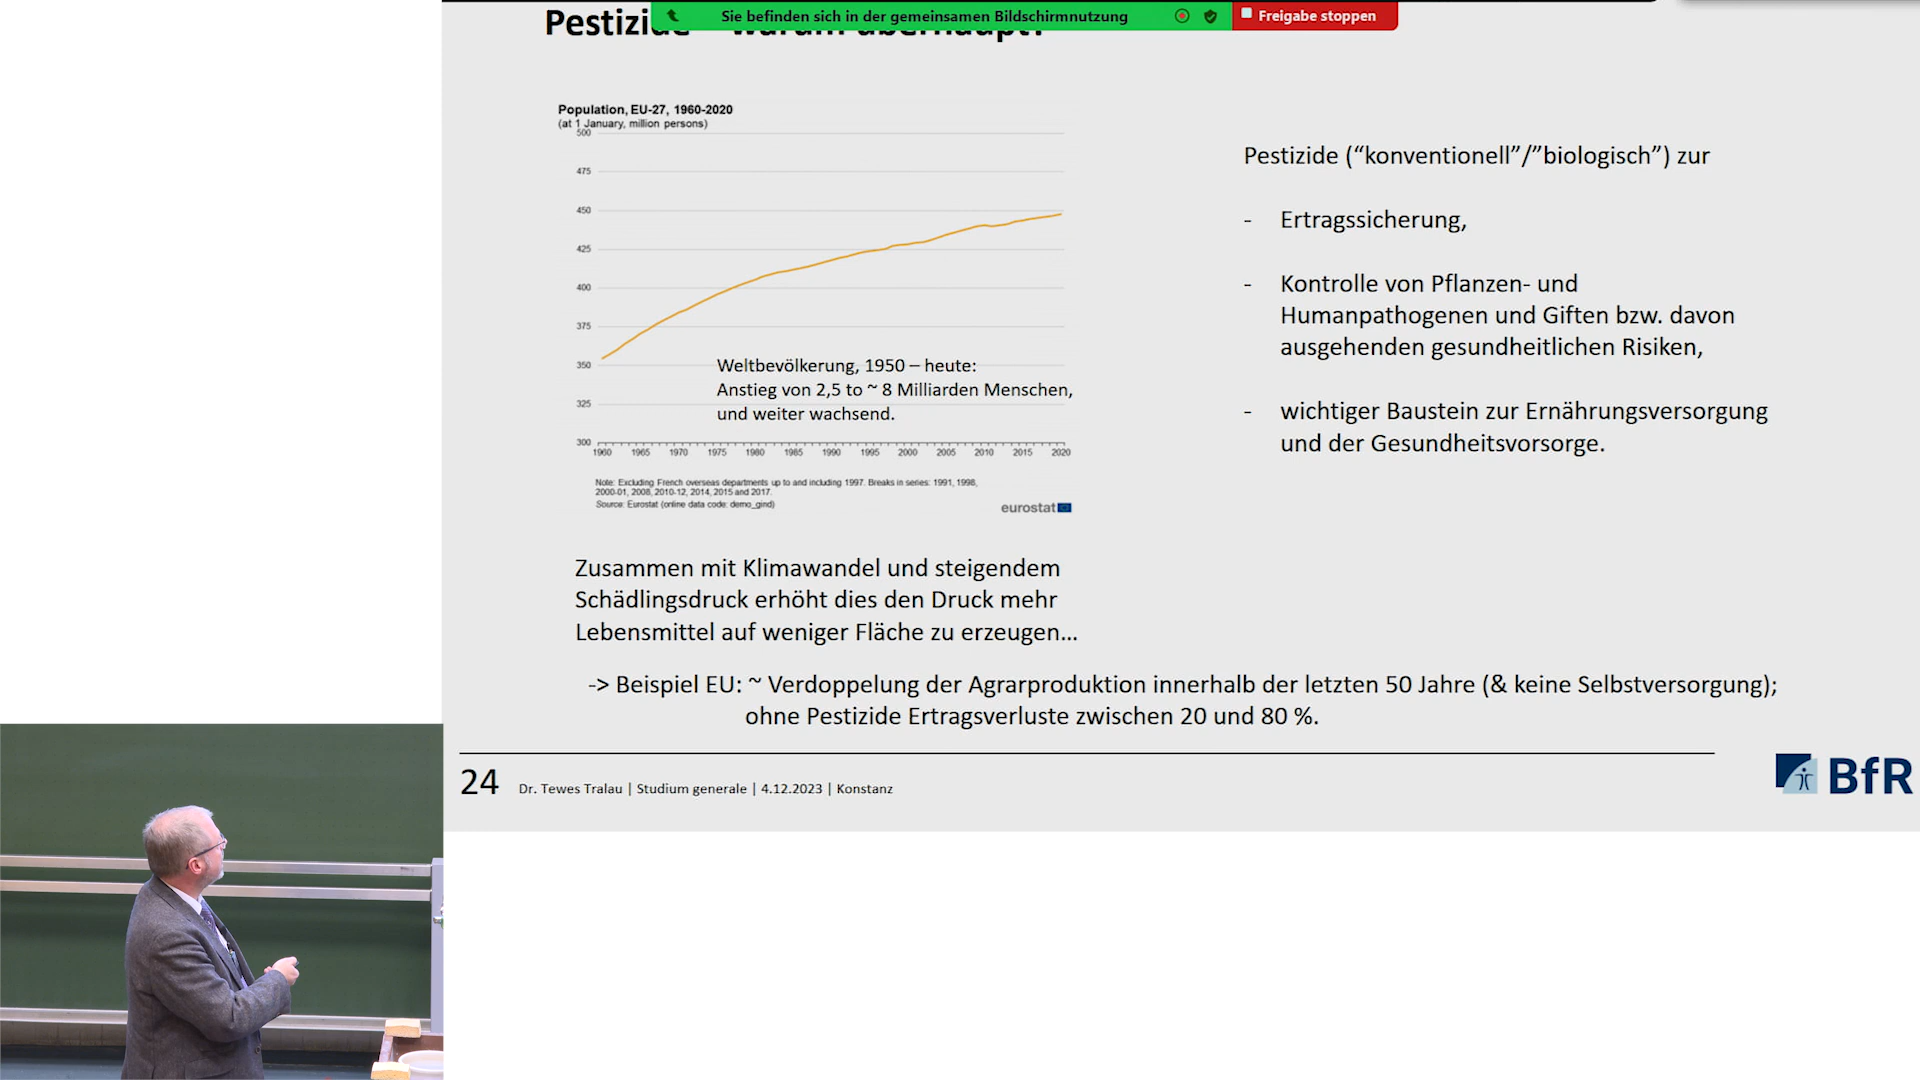 Sie befinden sich in der gemeinsamen Bildschirmnutzung
Freigabe stoppen
Pestizide – warum überhaupt?
Population, EU-27, 1960-2020
(at 1 January, million persons)
500
475
450
425
400
375
350
325
300
1960 1965 1970 1975 1980 1985 1990 1995 2000 2005 2010 2015 2020
Weltbevölkerung, 1950 – heute:
Anstieg von 2,5 to ~ 8 Milliarden Menschen,
und weiter wachsend.
Note: Excluding French overseas departments up to and including 1997. Breaks in series: 1991, 1998,
2000-01, 2008, 2010-12, 2014, 2015 and 2017.
Source: Eurostat (online data code: demo_gind)
eurostat
Pestizide (“konventionell”/”biologisch”) zur
- Ertragssicherung,
- Kontrolle von Pflanzen- und
Humanpathogenen und Giften bzw. davon
ausgehenden gesundheitlichen Risiken,
- wichtiger Baustein zur Ernährungsversorgung
und der Gesundheitsvorsorge.
Zusammen mit Klimawandel und steigendem
Schädlingsdruck erhöht dies den Druck mehr
Lebensmittel auf weniger Fläche zu erzeugen...
-> Beispiel EU: ~ Verdoppelung der Agrarproduktion innerhalb der letzten 50 Jahre (& keine Selbstversorgung);
ohne Pestizide Ertragsverluste zwischen 20 und 80 %.
24
Dr. Tewes Tralau | Studium generale | 4.12.2023 | Konstanz
BfR